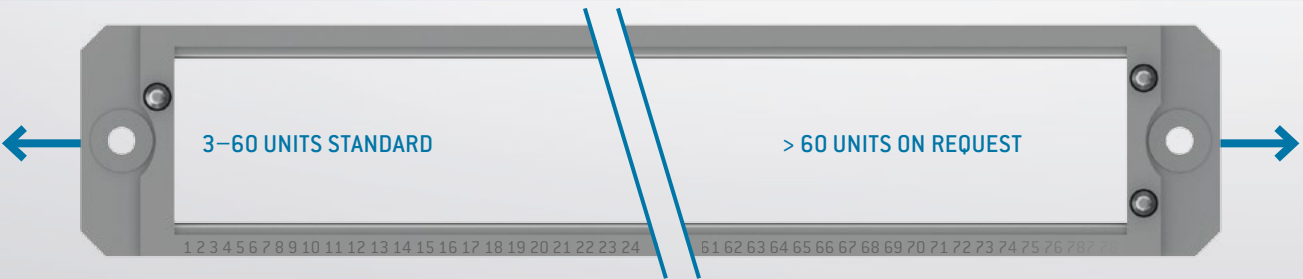 3–60 UNITS STANDARD
> 60 UNITS ON REQUEST
1 2 3 4 5 6 7 8 9 10 11 12 13 14 15 16 17 18 19 20 21 22 23 24
61 62 63 64 65 66 67 68 69 70 71 72 73 74 75 76